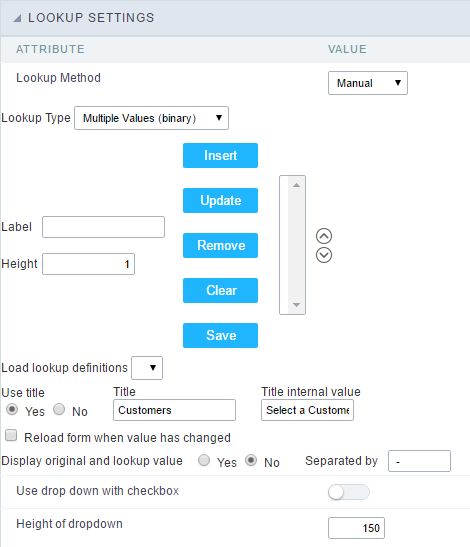 LOOKUP SETTINGS
ATTRIBUTE VALUE
Lookup Method Manual
Lookup Type Multiple Values (binary)
Insert
Update
Label
Remove
Height 1
Clear
Save
Load lookup definitions
Use title Title Title internal value
Yes No Customers Select a Custome
Reload form when value has changed
Display original and lookup value Yes No Separated by -
Use drop down with checkbox
Height of dropdown 150